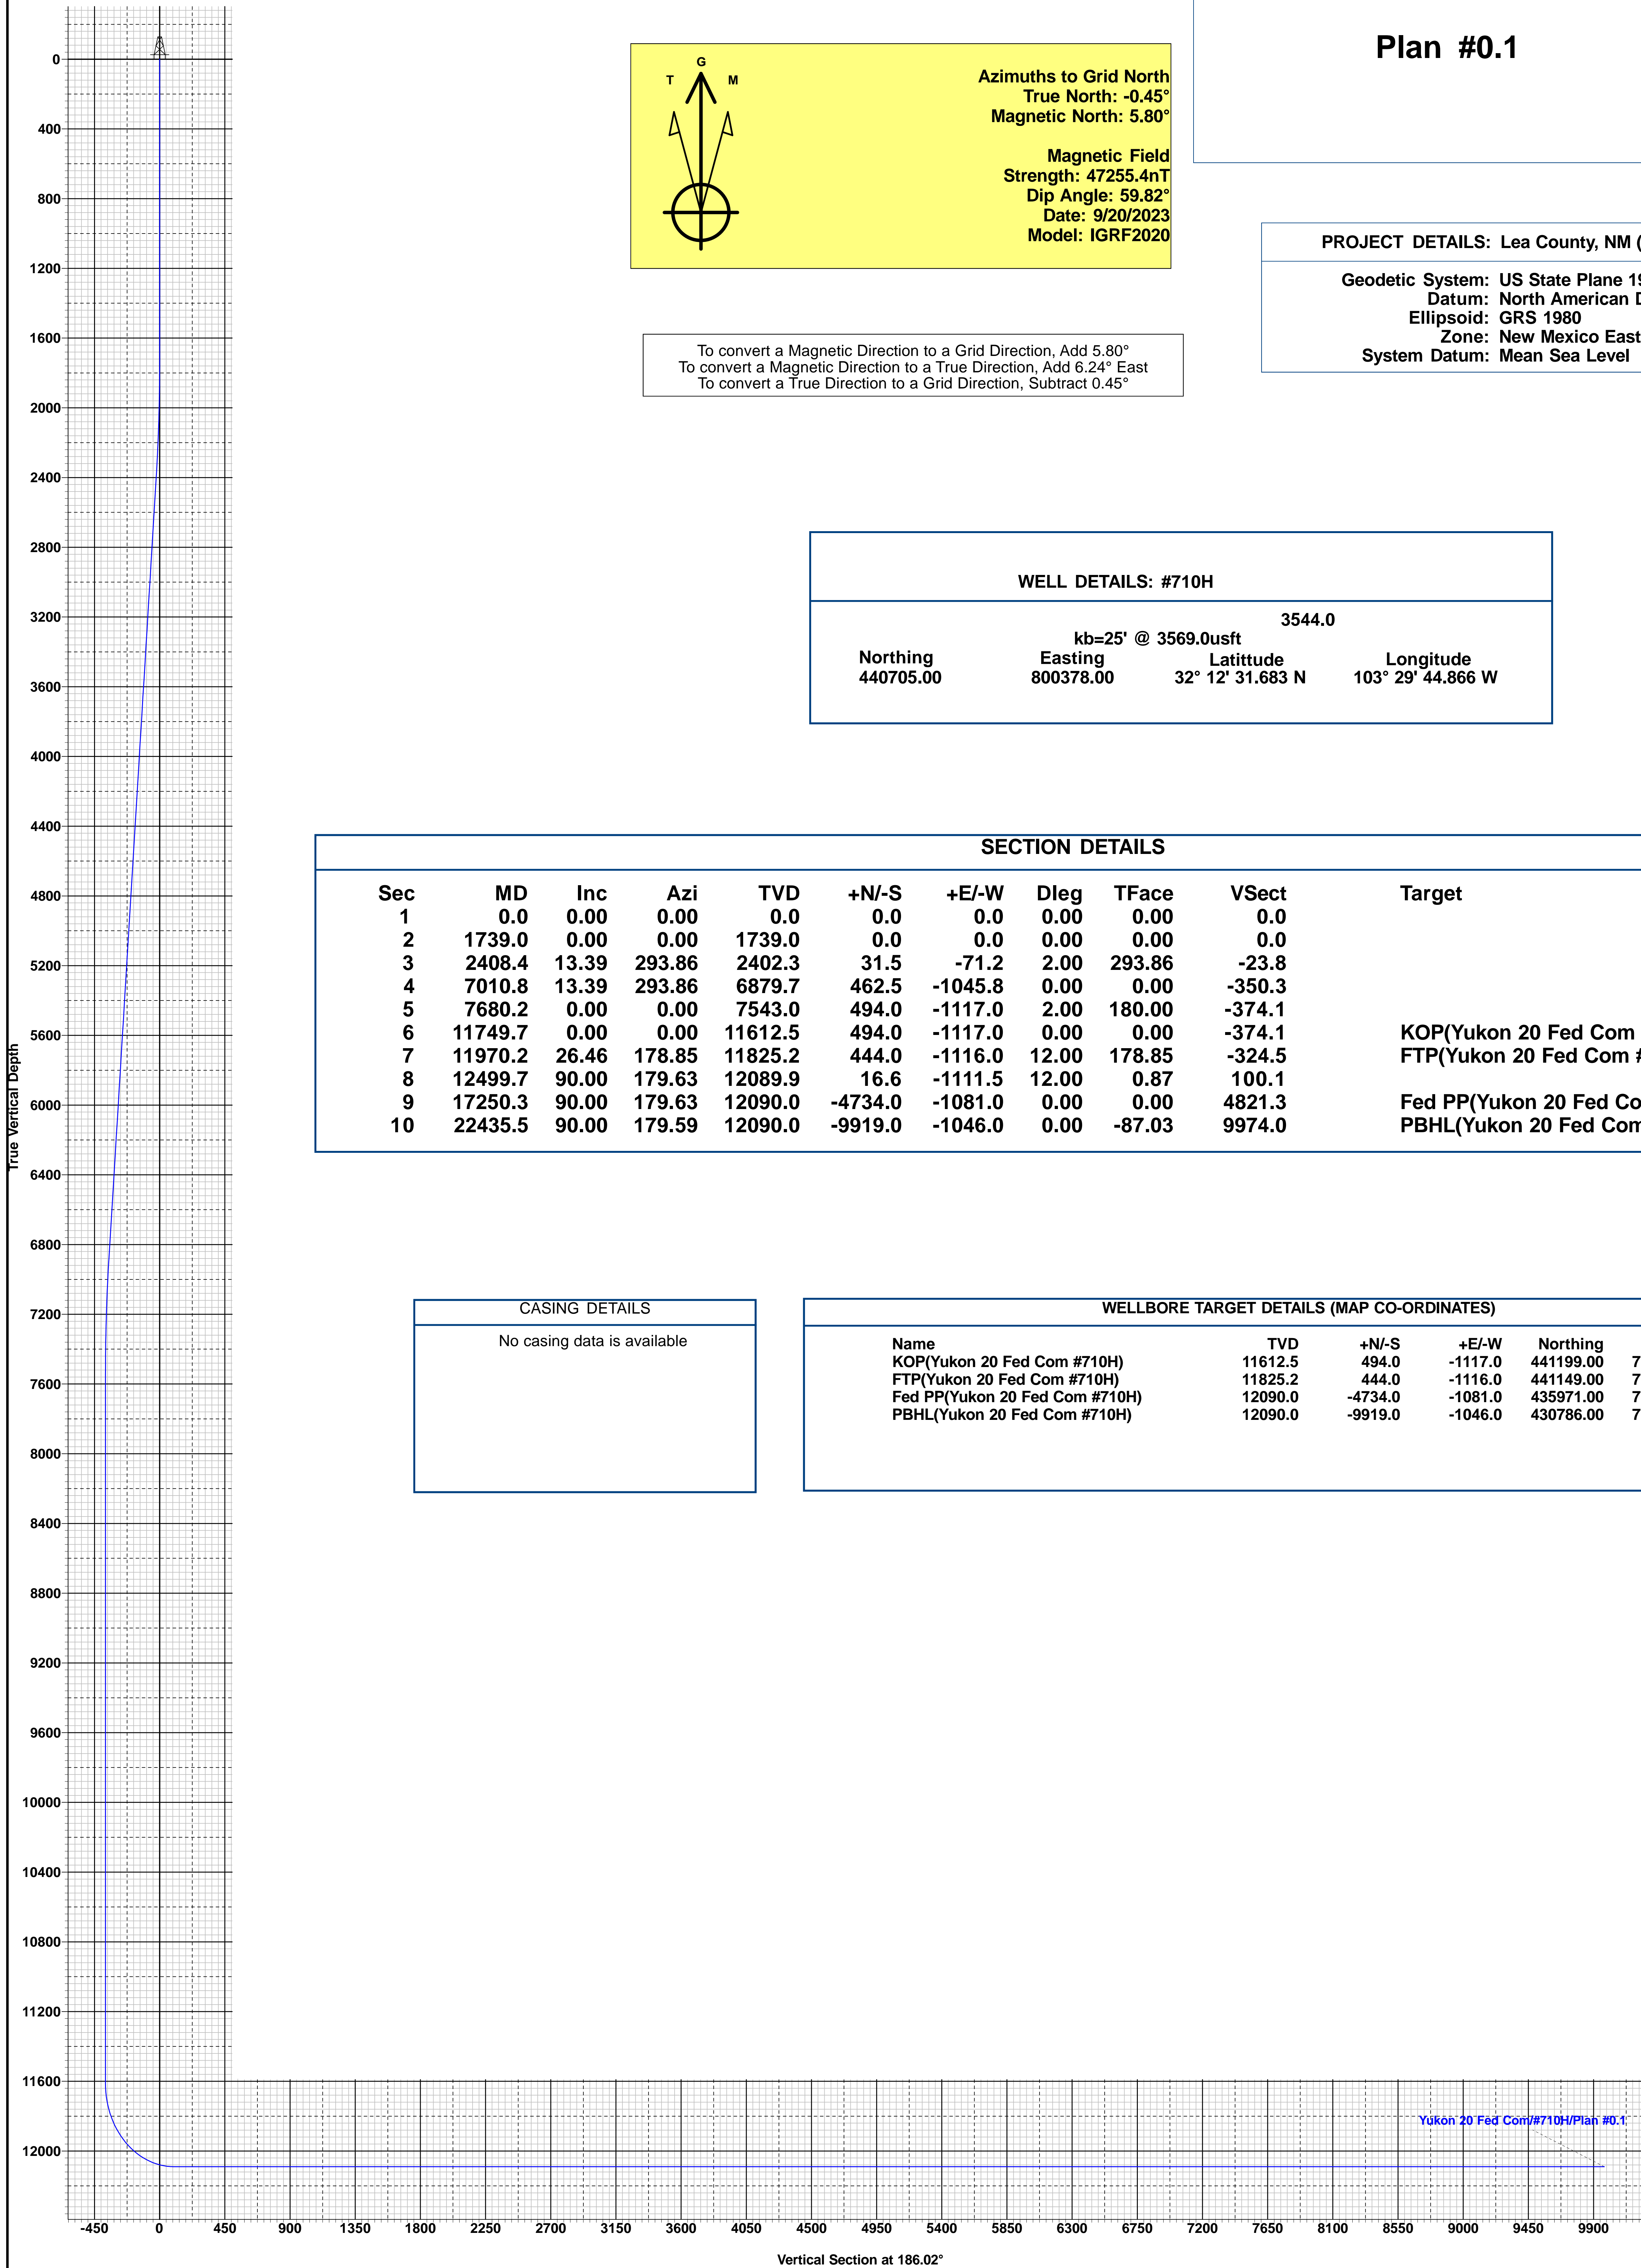 Plan #0.1
G
T M
Azimuths to Grid North
True North: -0.45°
Magnetic North: 5.80°
Magnetic Field
Strength: 47255.4nT
Dip Angle: 59.82°
Date: 9/20/2023
Model: IGRF2020
PROJECT DETAILS: Lea County, NM (
Geodetic System: US State Plane 19
Datum: North American D
Ellipsoid: GRS 1980
Zone: New Mexico East
System Datum: Mean Sea Level
To convert a Magnetic Direction to a Grid Direction, Add 5.80°
To convert a Magnetic Direction to a True Direction, Add 6.24° East
To convert a True Direction to a Grid Direction, Subtract 0.45°
WELL DETAILS: #710H
3544.0
kb=25' @ 3569.0usft
Northing Easting Latittude Longitude
440705.00 800378.00 32° 12' 31.683 N 103° 29' 44.866 W
SECTION DETAILS
Sec MD Inc Azi TVD +N/-S +E/-W Dleg TFace VSect Target
1 0.0 0.00 0.00 0.0 0.0 0.0 0.00 0.00 0.0
2 1739.0 0.00 0.00 1739.0 0.0 0.0 0.00 0.00 0.0
3 2408.4 13.39 293.86 2402.3 31.5 -71.2 2.00 293.86 -23.8
4 7010.8 13.39 293.86 6879.7 462.5 -1045.8 0.00 0.00 -350.3
5 7680.2 0.00 0.00 7543.0 494.0 -1117.0 2.00 180.00 -374.1
6 11749.7 0.00 0.00 11612.5 494.0 -1117.0 0.00 0.00 -374.1 KOP(Yukon 20 Fed Com
7 11970.2 26.46 178.85 11825.2 444.0 -1116.0 12.00 178.85 -324.5 FTP(Yukon 20 Fed Com #
8 12499.7 90.00 179.63 12089.9 16.6 -1111.5 12.00 0.87 100.1
9 17250.3 90.00 179.63 12090.0 -4734.0 -1081.0 0.00 0.00 4821.3 Fed PP(Yukon 20 Fed Co
10 22435.5 90.00 179.59 12090.0 -9919.0 -1046.0 0.00 -87.03 9974.0 PBHL(Yukon 20 Fed Com
CASING DETAILS
No casing data is available
WELLBORE TARGET DETAILS (MAP CO-ORDINATES)
Name TVD +N/-S +E/-W Northing
KOP(Yukon 20 Fed Com #710H) 11612.5 494.0 -1117.0 441199.00 7
FTP(Yukon 20 Fed Com #710H) 11825.2 444.0 -1116.0 441149.00 7
Fed PP(Yukon 20 Fed Com #710H) 12090.0 -4734.0 -1081.0 435971.00 7
PBHL(Yukon 20 Fed Com #710H) 12090.0 -9919.0 -1046.0 430786.00 7
True Vertical Depth
0
400
800
1200
1600
2000
2400
2800
3200
3600
4000
4400
4800
5200
5600
6000
6400
6800
7200
7600
8000
8400
8800
9200
9600
10000
10400
10800
11200
11600
12000
Yukon 20 Fed Com/#710H/Plan #0.1
-450 0 450 900 1350 1800 2250 2700 3150 3600 4050 4500 4950 5400 5850 6300 6750 7200 7650 8100 8550 9000 9450 9900
Vertical Section at 186.02°